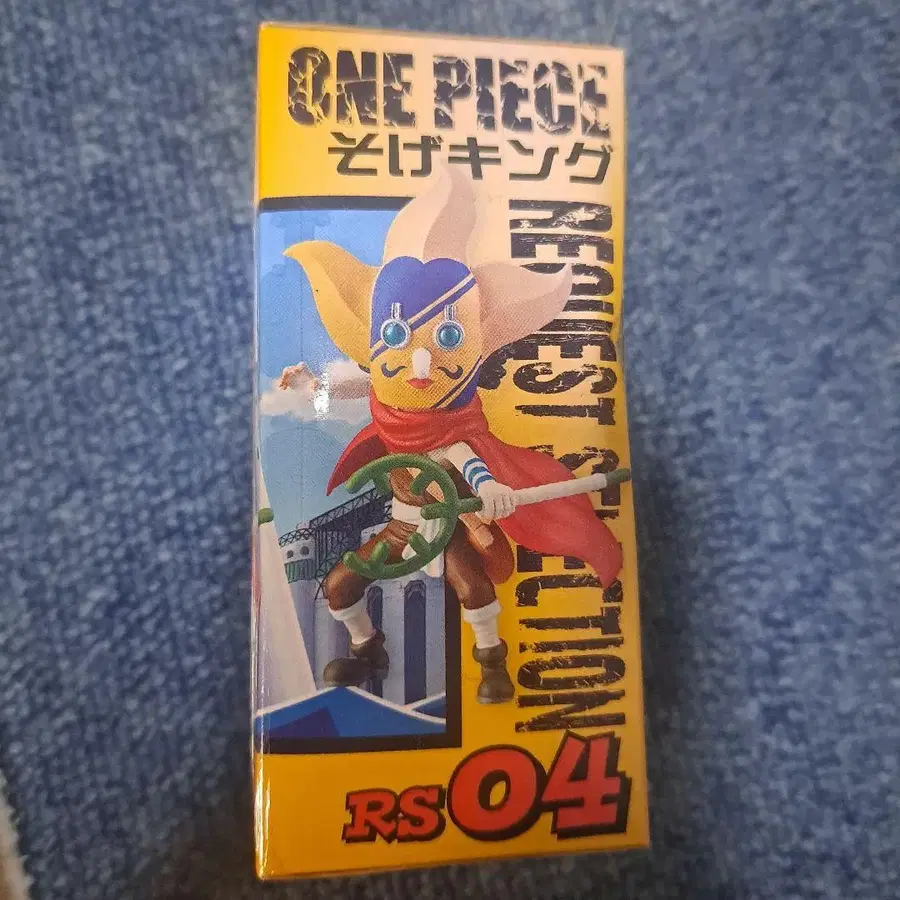 ONE PIECE
そげキング
REQUEST SELECTION
RS04